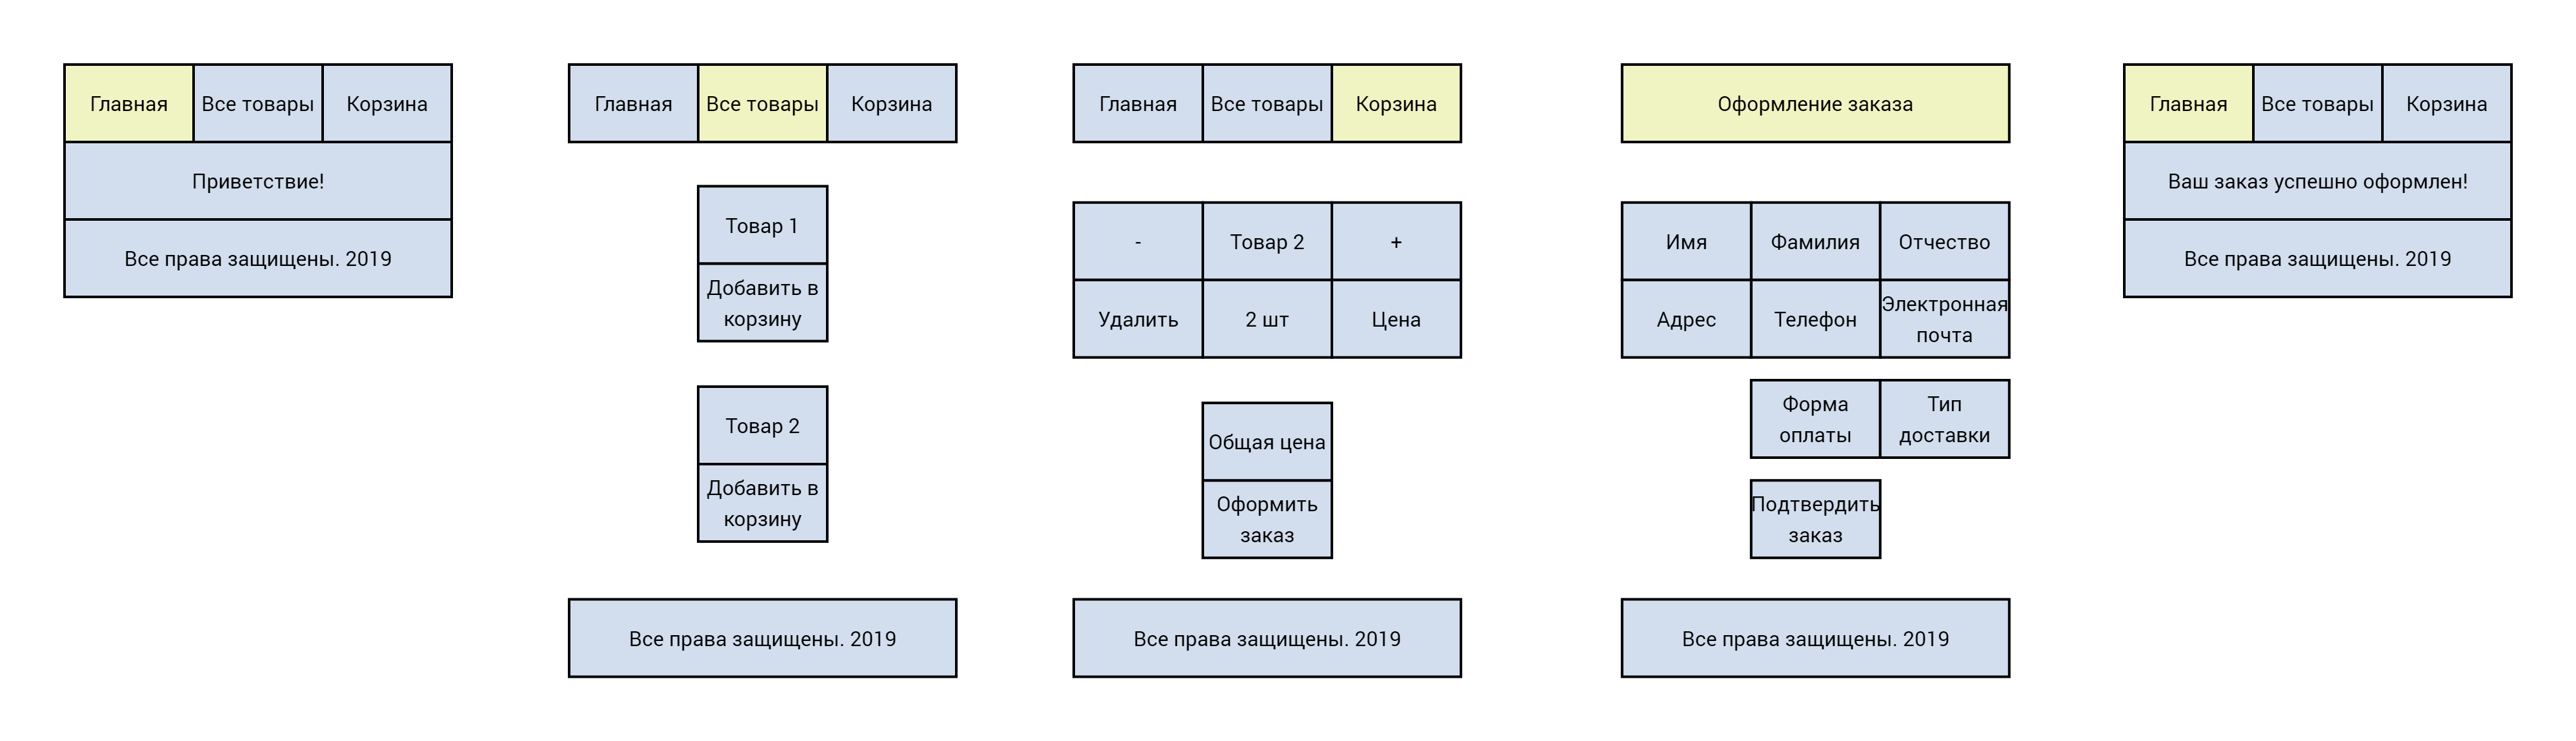 Главная
Все товары
Корзина
Приветствие!
Все права защищены. 2019
Главная
Все товары
Корзина
Товар 1
Добавить в
корзину
Товар 2
Добавить в
корзину
Все права защищены. 2019
Главная
Все товары
Корзина
-
Товар 2
+
Удалить
2 шт
Цена
Общая цена
Оформить
заказ
Все права защищены. 2019
Оформление заказа
Имя
Фамилия
Отчество
Адрес
Телефон
Электронная
почта
Форма
оплаты
Тип
доставки
Подтвердить
заказ
Все права защищены. 2019
Главная
Все товары
Корзина
Ваш заказ успешно оформлен!
Все права защищены. 2019